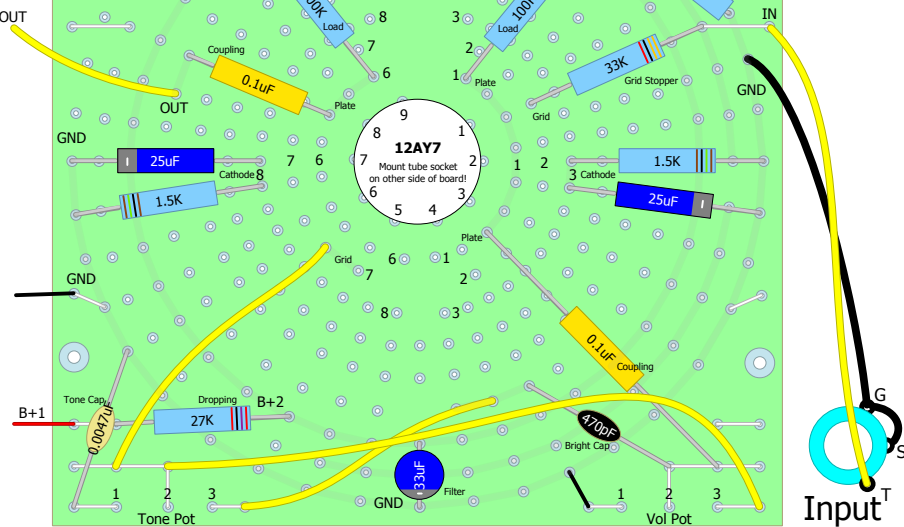 OUT
IN
00K
Load
8
7
6
3
2
1
100K
Load
Coupling
0.1uF
Plate
Plate
33K
Grid Stopper
Grid
OUT
GND
GND
9
8
7
6
5
4
3
2
1
12AY7
Mount tube socket
on other side of board!
25uF
Cathode
8
7
6
1
2
3
Cathode
1.5K
1.5K
25uF
Plate
Grid
7
6
1
2
8
3
GND
0.1uF
Coupling
Tone Cap
0.0047uF
B+1
Dropping
B+2
27K
470pF
Bright Cap
33uF
Filter
GND
1
2
3
Tone Pot
1
2
3
Vol Pot
G
S
T
Input